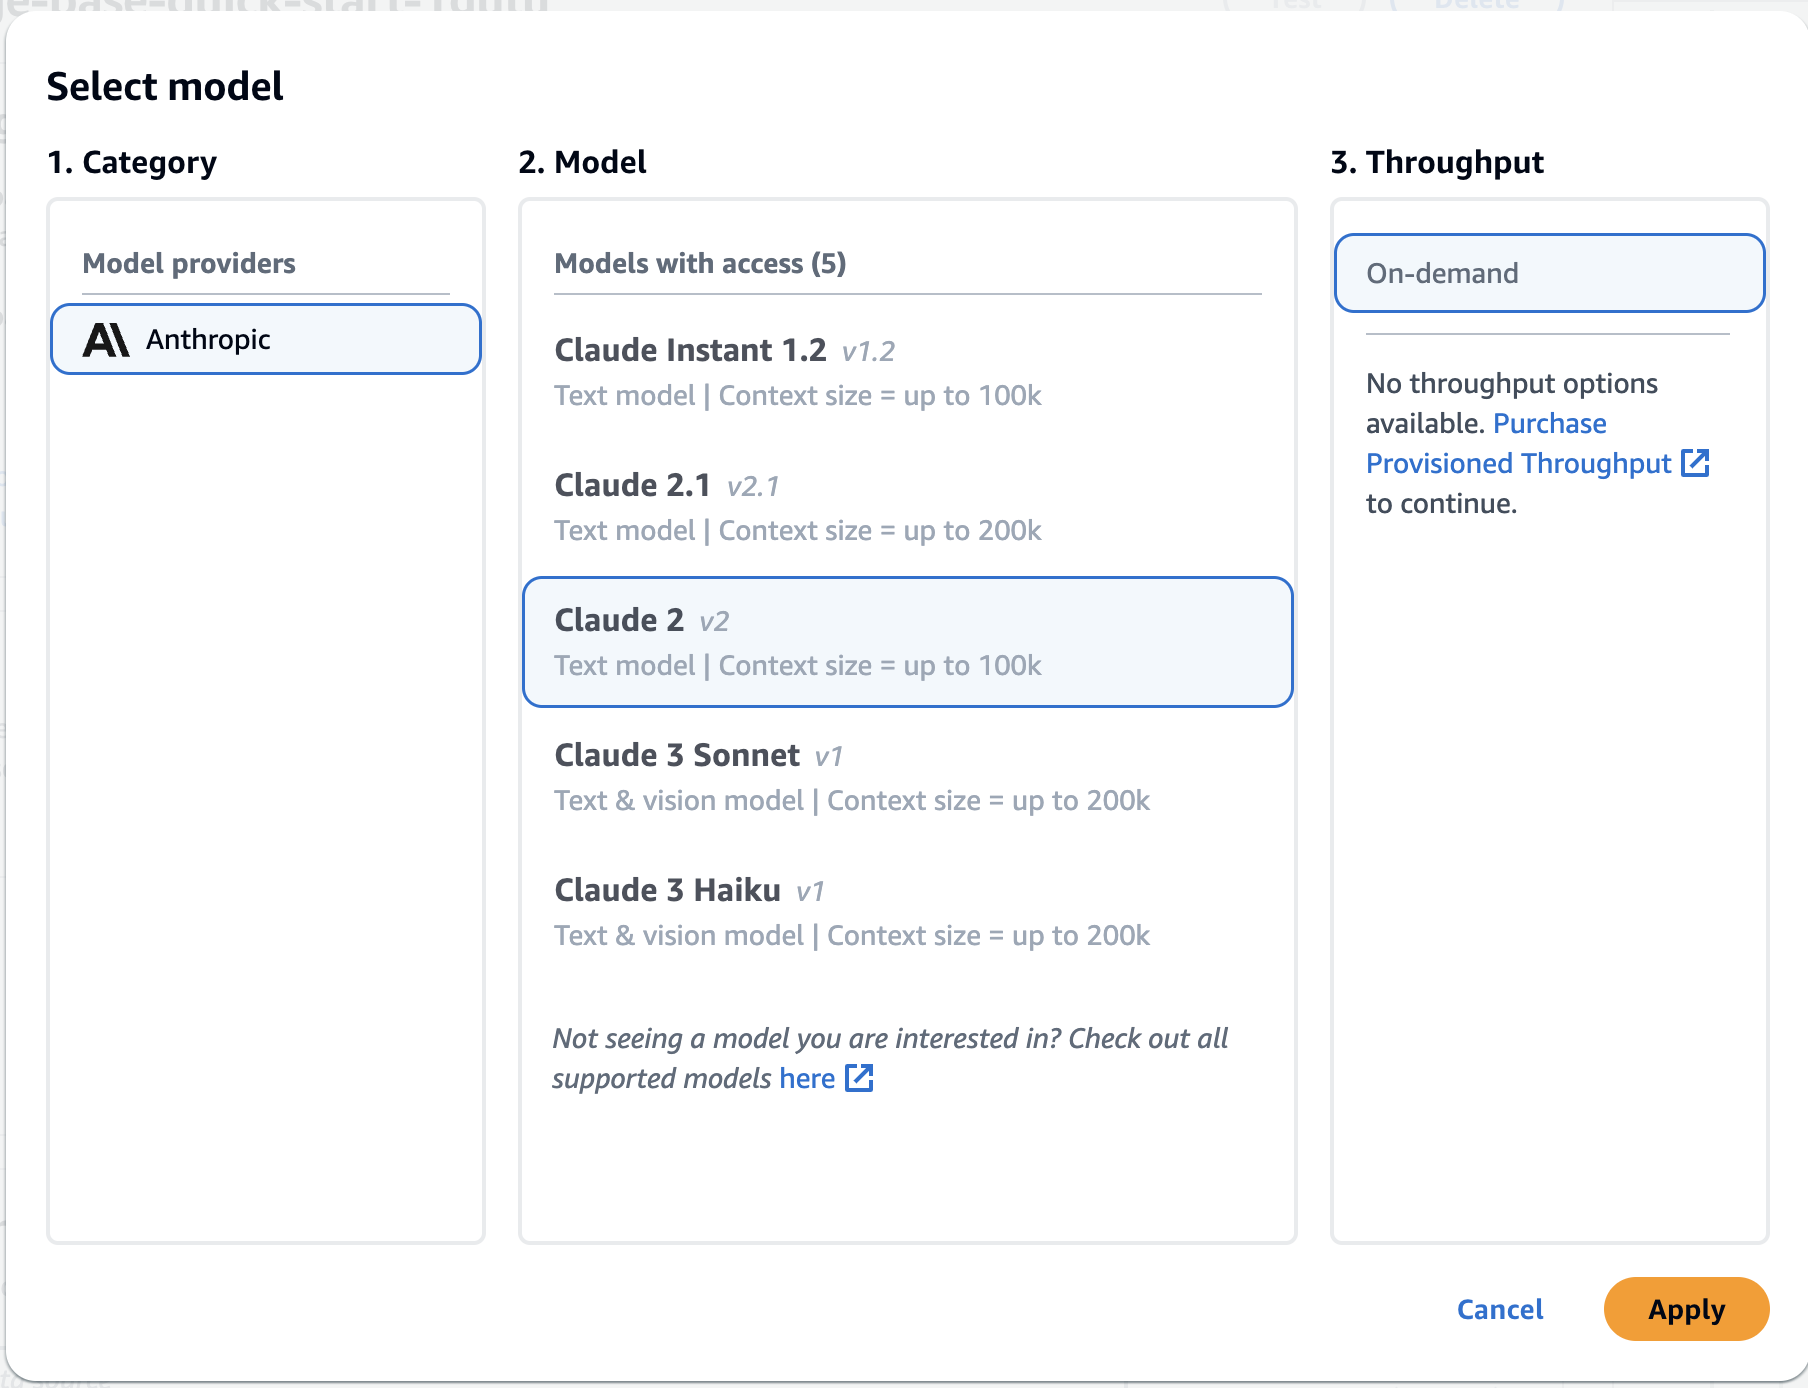 Select model
1. Category
Model providers
Anthropic
2. Model
Models with access (5)
Claude Instant 1.2 v1.2
Text model | Context size = up to 100k
Claude 2.1 v2.1
Text model | Context size = up to 200k
Claude 2 v2
Text model | Context size = up to 100k
Claude 3 Sonnet v1
Text & vision model | Context size = up to 200k
Claude 3 Haiku v1
Text & vision model | Context size = up to 200k
Not seeing a model you are interested in? Check out all
supported models here
3. Throughput
On-demand
No throughput options
available. Purchase
Provisioned Throughput
to continue.
Cancel
Apply